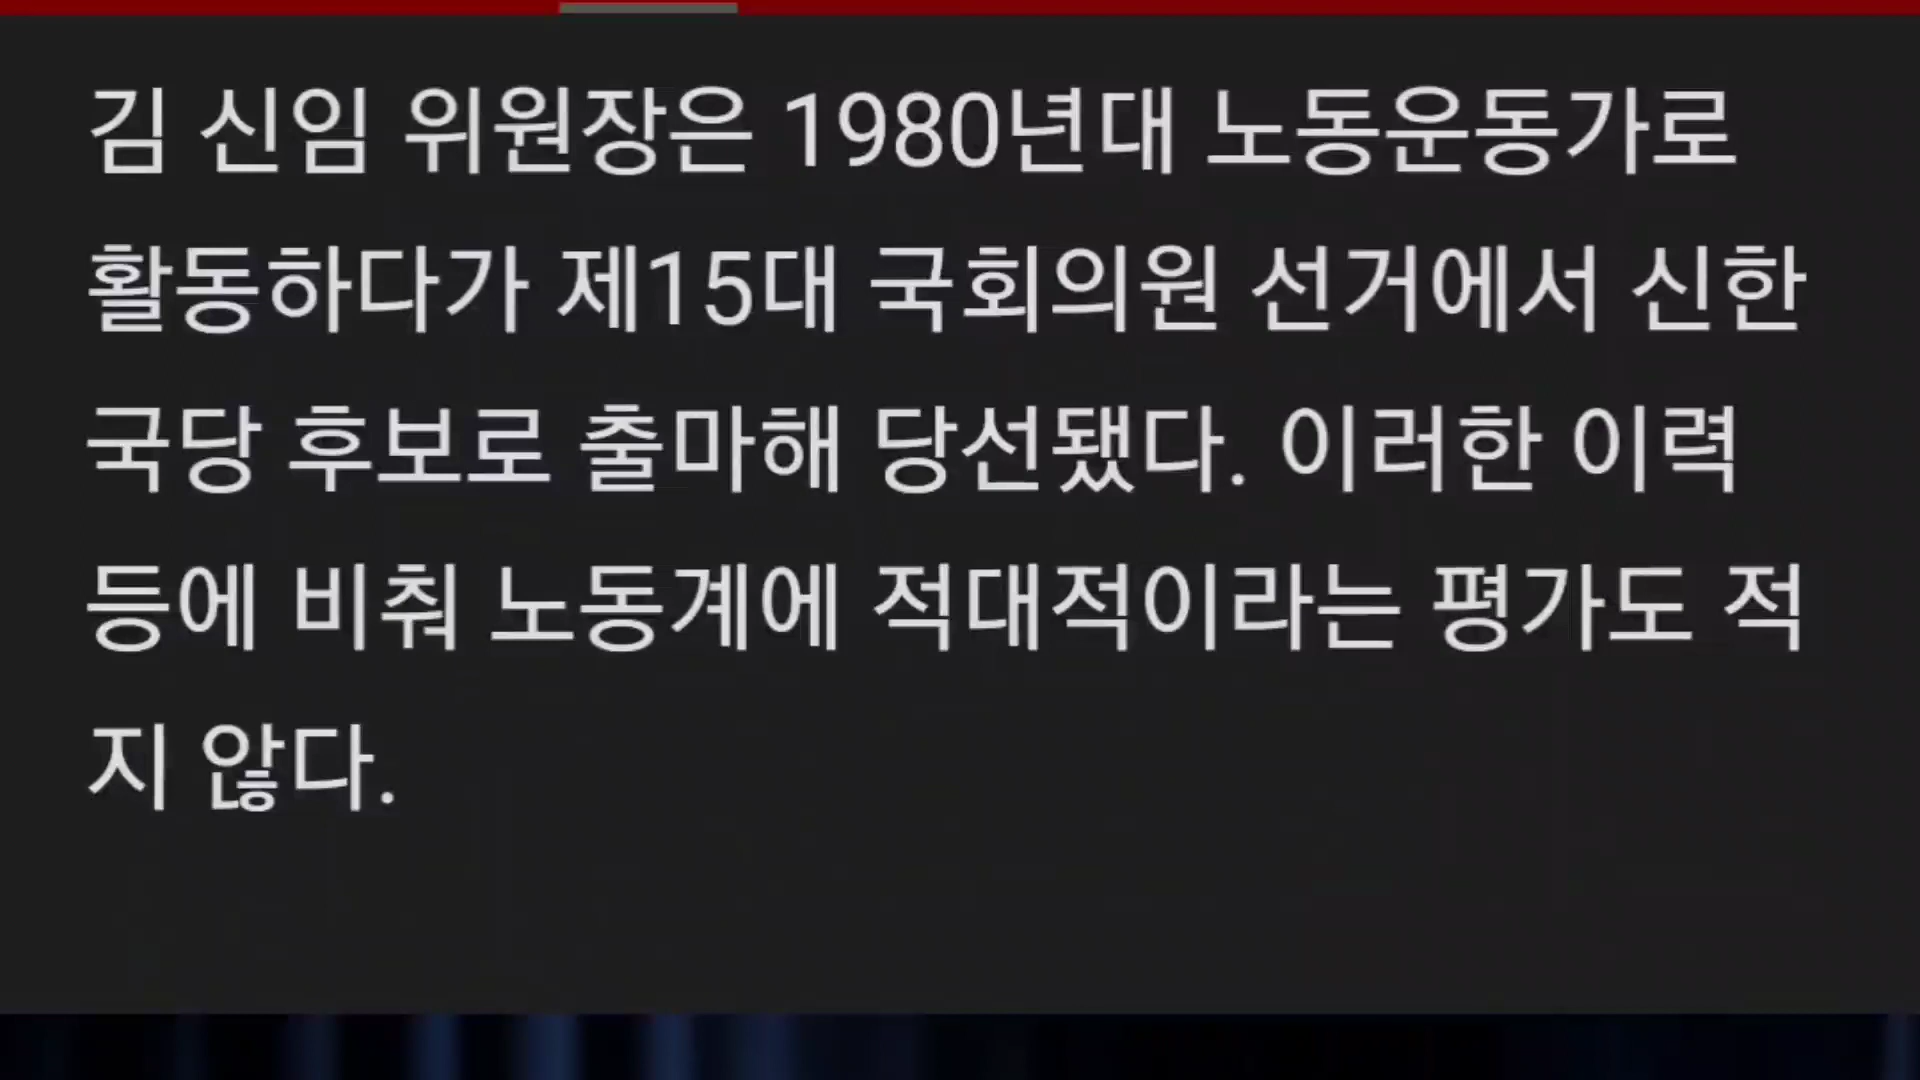 김 신임 위원장은 1980년대 노동운동가로
활동하다가 제15대 국회의원 선거에서 신한
국당 후보로 출마해 당선됐다. 이러한 이력
등에 비춰 노동계에 적대적이라는 평가도 적
지 않다.